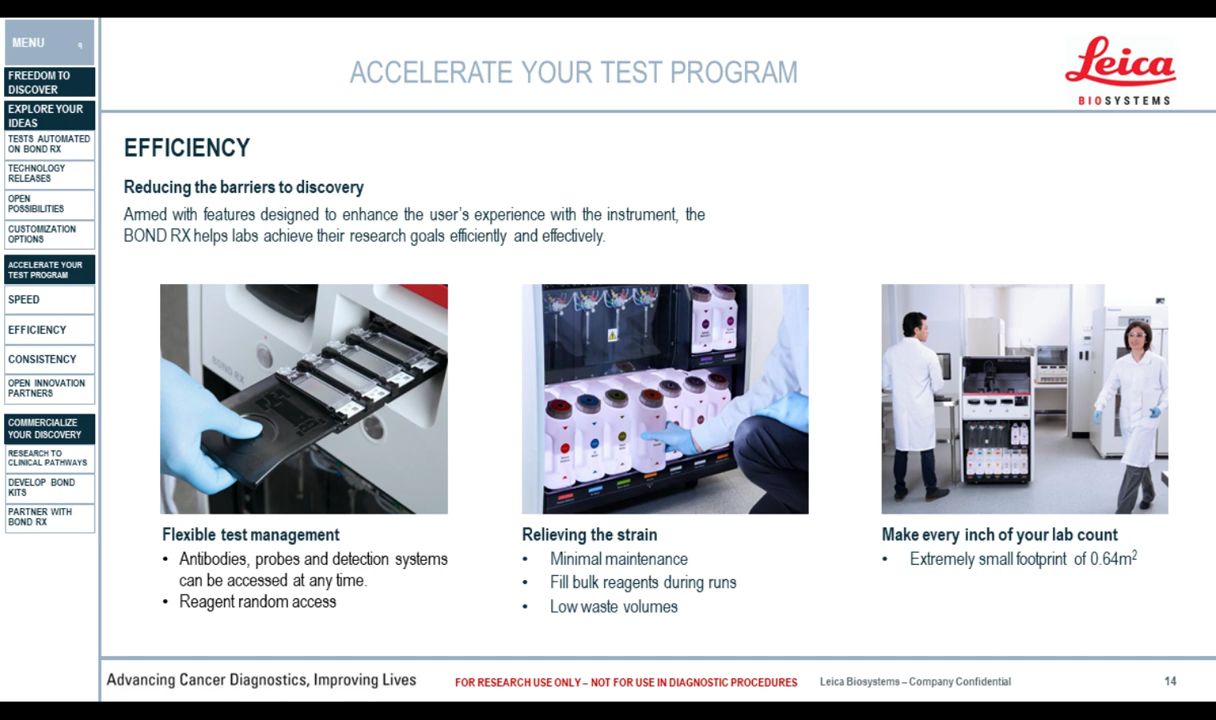 MENU
FREEDOM TO
DISCOVER
EXPLORE YOUR
IDEAS
TESTS AUTOMATED
ON BOND RX
TECHNOLOGY
RELEASES
OPEN
POSSIBILITIES
CUSTOMIZATION
OPTIONS
ACCELERATE YOUR
TEST PROGRAM
SPEED
EFFICIENCY
CONSISTENCY
OPEN INNOVATION
PARTNERS
COMMERCIALIZE
YOUR DISCOVERY
RESEARCH TO
CLINICAL PATHWAYS
DEVELOP BOND
KITS
PARTNER WITH
BOND RX
ACCELERATE YOUR TEST PROGRAM
Leica
BIOSYSTEMS
EFFICIENCY
Reducing the barriers to discovery
Armed with features designed to enhance the user's experience with the instrument, the
BOND RX helps labs achieve their research goals efficiently and effectively.
BOND RX
Flexible test management
• Antibodies, probes and detection systems
can be accessed at any time.
• Reagent random access
Relieving the strain
• Minimal maintenance
• Fill bulk reagents during runs
• Low waste volumes
Make every inch of your lab count
• Extremely small footprint of 0.64m²
Advancing Cancer Diagnostics, Improving Lives
FOR RESEARCH USE ONLY – NOT FOR USE IN DIAGNOSTIC PROCEDURES
Leica Biosystems – Company Confidential
14